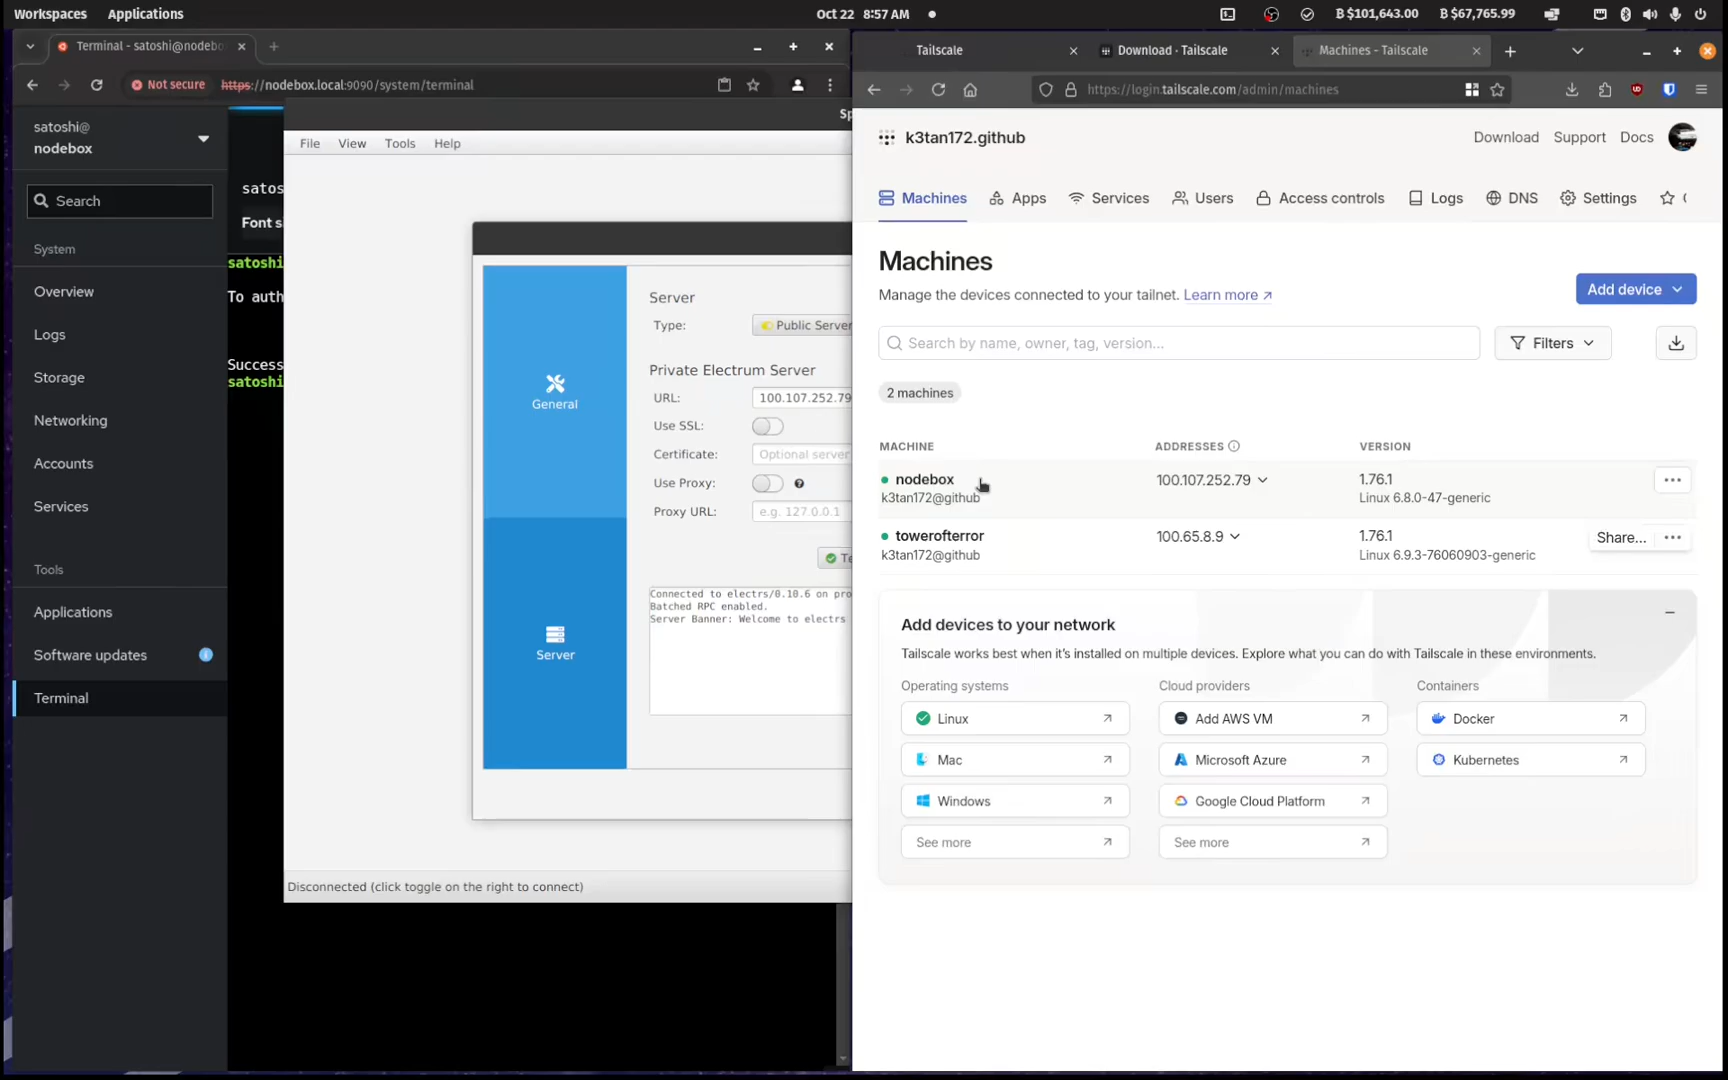 Workspaces Applications Oct 22 8:57 AM ₿ $101,643.00 ₿ $67,765.99
Terminal - satoshi@nodebo
Not secure https://nodebox.local:9090/system/terminal
satoshi@
nodebox
Search
System
Overview
Logs
Storage
Networking
Accounts
Services
Tools
Applications
Software updates
Terminal
satos
Font s
satoshi
To auth
Success
satoshi
Sp
File View Tools Help
General
Server
Server
Type: Public Server
Private Electrum Server
URL: 100.107.252.79
Use SSL:
Certificate: Optional server
Use Proxy:
Proxy URL: e.g. 127.0.0.1
Te
Connected to electrs/0.10.6 on pro
Batched RPC enabled.
Server Banner: Welcome to electrs
Disconnected (click toggle on the right to connect)
Tailscale Download · Tailscale Machines - Tailscale
https://login.tailscale.com/admin/machines
k3tan172.github Download Support Docs
Machines Apps Services Users Access controls Logs DNS Settings
Machines
Manage the devices connected to your tailnet. Learn more ↗
Add device
Search by name, owner, tag, version...
Filters
2 machines
MACHINE ADDRESSES VERSION
nodebox 100.107.252.79 1.76.1
k3tan172@github Linux 6.8.0-47-generic
towerofterror 100.65.8.9 1.76.1 Share...
k3tan172@github Linux 6.9.3-76060903-generic
Add devices to your network
Tailscale works best when it's installed on multiple devices. Explore what you can do with Tailscale in these environments.
Operating systems Cloud providers Containers
Linux Add AWS VM Docker
Mac Microsoft Azure Kubernetes
Windows Google Cloud Platform
See more See more